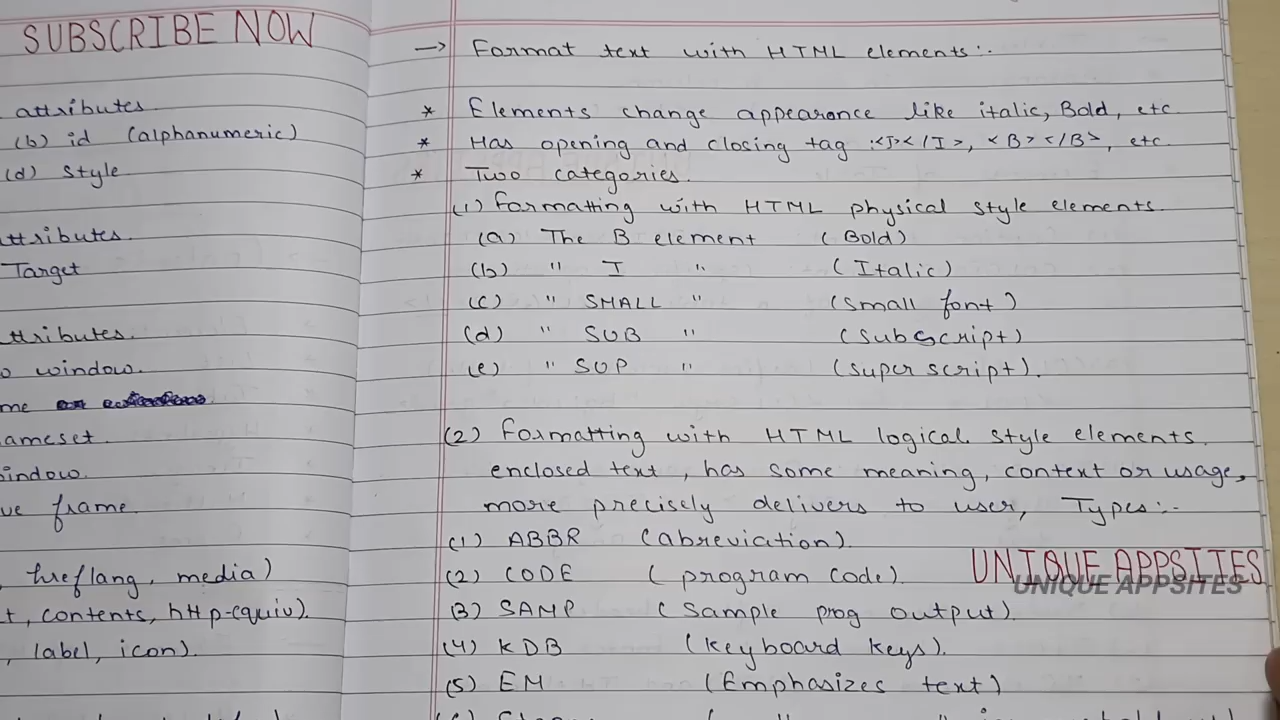 SUBSCRIBE NOW
attributes
(b) id (alphanumeric)
(d) style
ttributes.
Target
ttributes.
window.
me
ameset.
indow.
ve frame
hreflang, media)
t, contents, http-(quiv).
, label, icon).
→ Format text with HTML elements:-
* Elements change appearance like italic, Bold, etc
* Has opening and closing tag :<I></I>, <B></B>, etc.
* Two categories.
(1) Formatting with HTML physical style elements.
(a) The B element (Bold)
(b) " I " (Italic)
(c) " SMALL " (Small font)
(d) " SUB " (Subscript)
(e) " SUP " (Super script).
(2) Formatting with HTML logical style elements.
enclosed text, has some meaning, context or usage,
more precisely delivers to user, Types:-
(1) ABBR (abreviation).
(2) CODE (program code).
(3) SAMP (Sample prog output).
(4) KDB (Keyboard keys).
(5) EM (Emphasizes text)
UNIQUE APPSITES
UNIQUE APPSITES